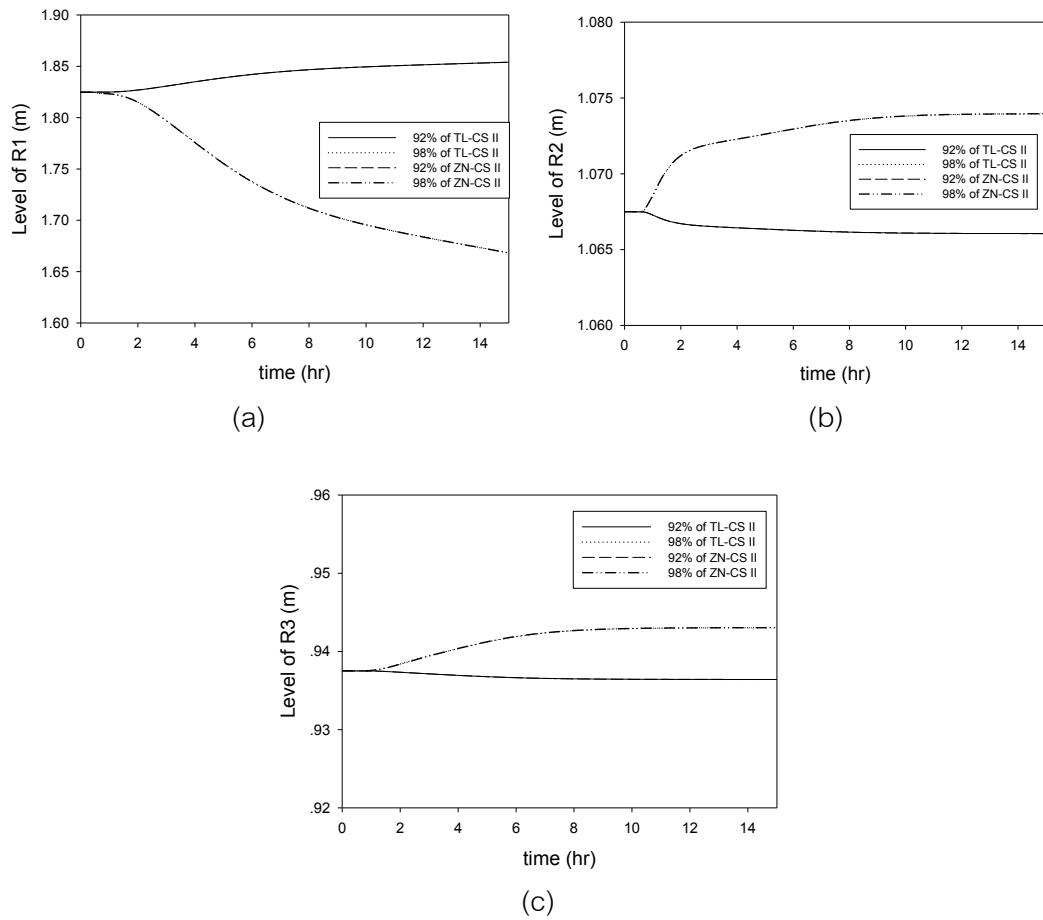 Level of R1 (m)
1.90
1.85
1.80
1.75
1.70
1.65
1.60
92% of TL-CS II
98% of TL-CS II
92% of ZN-CS II
98% of ZN-CS II
0 2 4 6 8 10 12 14
time (hr)
(a)
Level of R2 (m)
1.080
1.075
1.070
1.065
1.060
92% of TL-CS II
98% of TL-CS II
92% of ZN-CS II
98% of ZN-CS II
0 2 4 6 8 10 12 14
time (hr)
(b)
Level of R3 (m)
.96
.95
.94
.93
.92
92% of TL-CS II
98% of TL-CS II
92% of ZN-CS II
98% of ZN-CS II
0 2 4 6 8 10 12 14
time (hr)
(c)